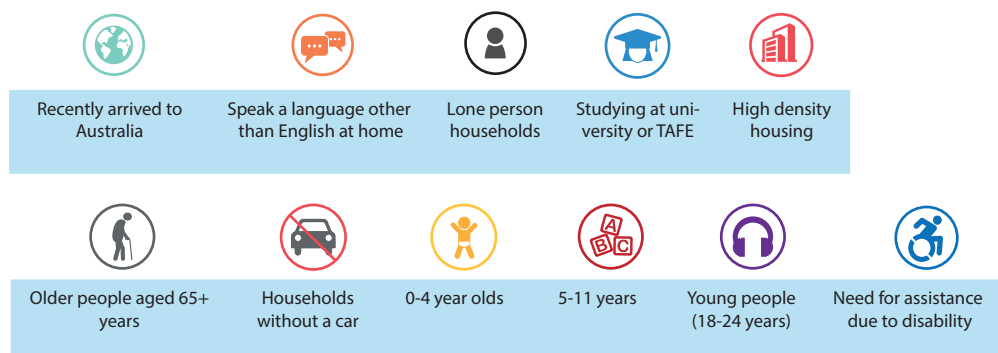 Recently arrived to
Australia
Speak a language other
than English at home
Lone person
households
Studying at uni-
versity or TAFE
High density
housing
A
B C
Older people aged 65+
years
Households
without a car
0-4 year olds
5-11 years
Young people
(18-24 years)
Need for assistance
due to disability